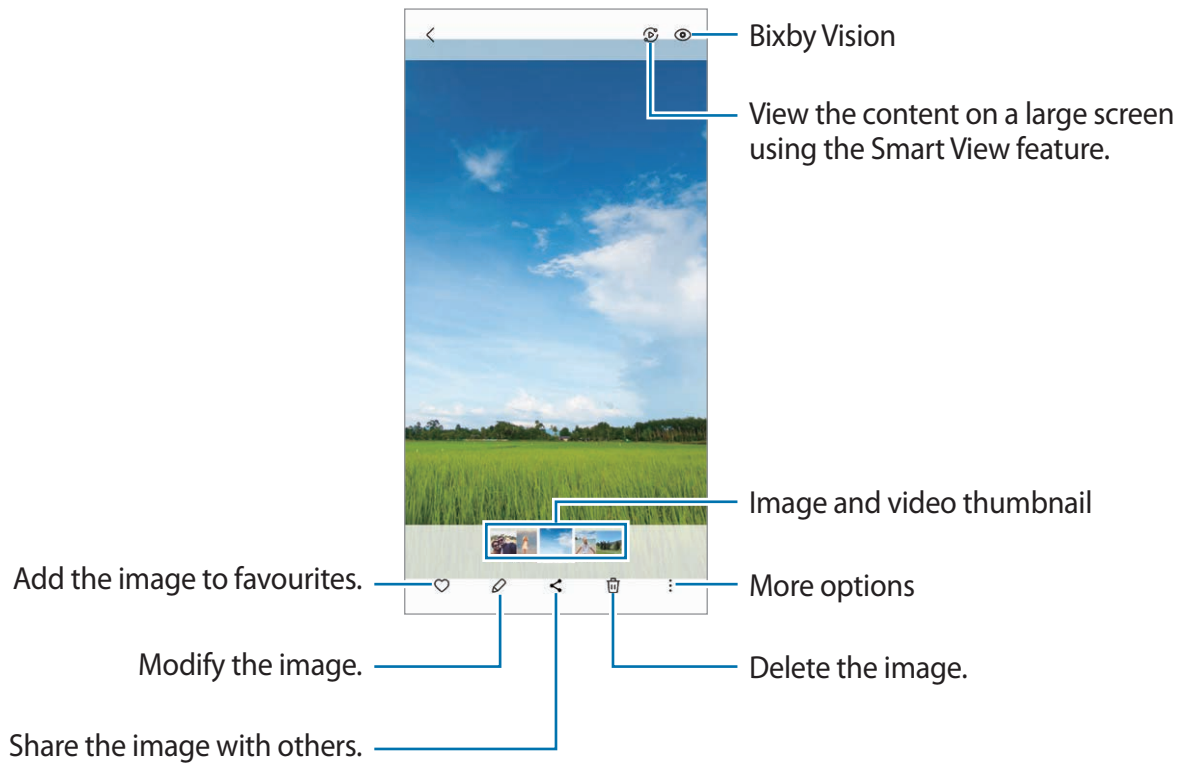 Bixby Vision
View the content on a large screen
using the Smart View feature.
Image and video thumbnail
Add the image to favourites.
More options
Modify the image.
Delete the image.
Share the image with others.